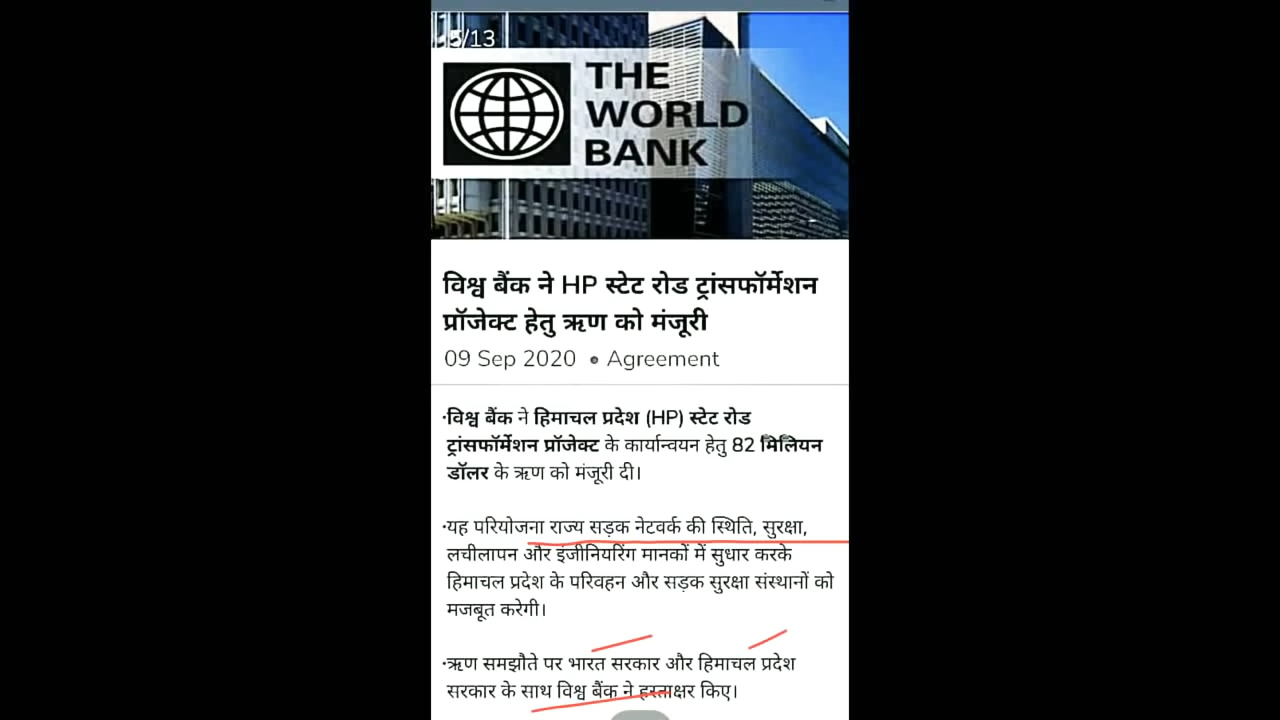 5/13
THE
WORLD
BANK
विश्व बैंक ने HP स्टेट रोड ट्रांसफॉर्मेशन
प्रॉजेक्ट हेतु ऋण को मंजूरी
09 Sep 2020 • Agreement
·विश्व बैंक ने हिमाचल प्रदेश (HP) स्टेट रोड
ट्रांसफॉर्मेशन प्रॉजेक्ट के कार्यान्वयन हेतु 82 मिलियन
डॉलर के ऋण को मंजूरी दी।
·यह परियोजना राज्य सड़क नेटवर्क की स्थिति, सुरक्षा,
लचीलापन और इंजीनियरिंग मानकों में सुधार करके
हिमाचल प्रदेश के परिवहन और सड़क सुरक्षा संस्थानों को
मजबूत करेगी।
·ऋण समझौते पर भारत सरकार और हिमाचल प्रदेश
सरकार के साथ विश्व बैंक ने हस्ताक्षर किए।